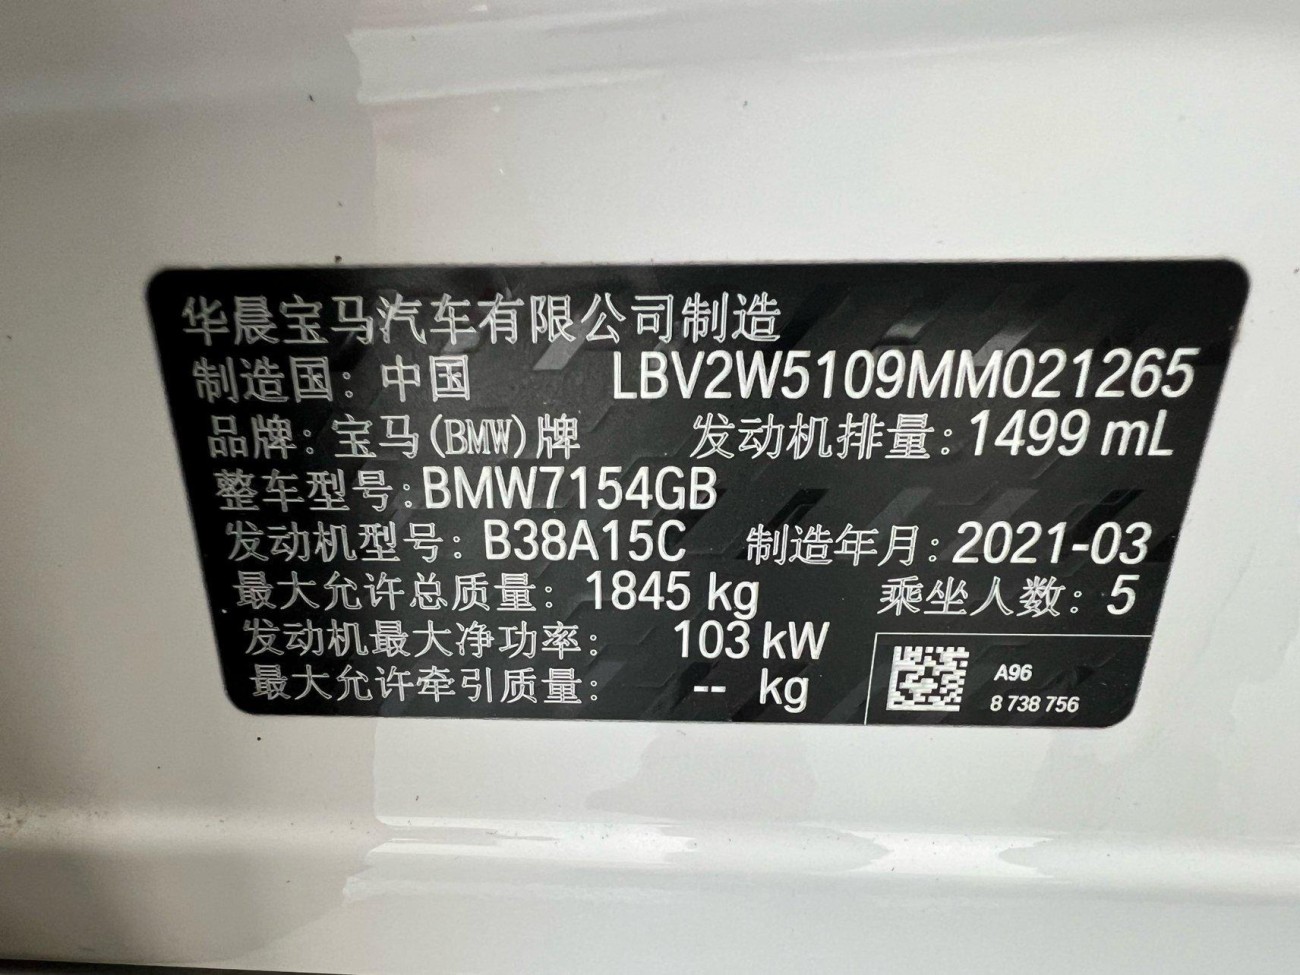 华晨宝马汽车有限公司制造
制造国：中国 LBV2W5109MM021265
品牌：宝马(BMW)牌 发动机排量：1499 mL
整车型号：BMW7154GB
发动机型号：B38A15C 制造年月：2021-03
最大允许总质量：1845 kg 乘坐人数：5
发动机最大净功率：103 kW
最大允许牵引质量：-- kg
A96
8 738 756